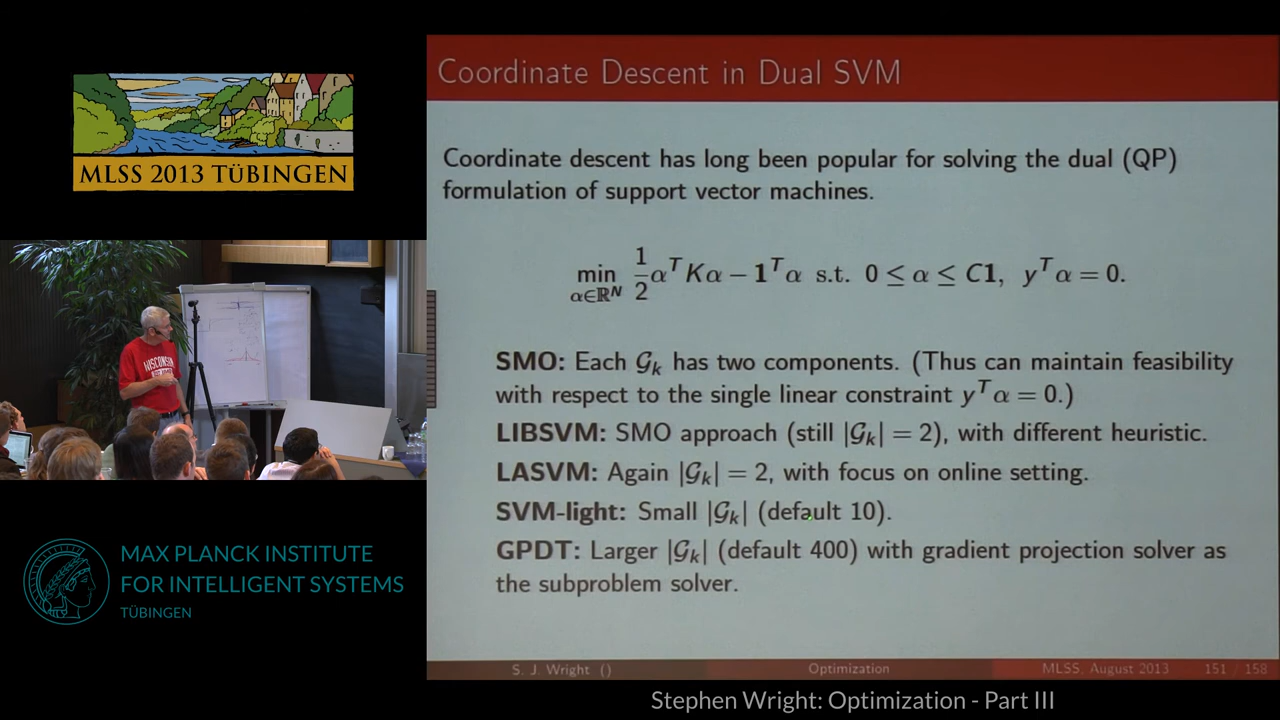 MLSS 2013 TÜBINGEN
MAX PLANCK INSTITUTE
FOR INTELLIGENT SYSTEMS
TÜBINGEN
WISCONSIN
Coordinate Descent in Dual SVM
Coordinate descent has long been popular for solving the dual (QP)
formulation of support vector machines.
min_{α∈ℝ^N} 1/2 α^T Kα − 1^T α s.t. 0 ≤ α ≤ C1, y^T α = 0.
SMO: Each 𝒢_k has two components. (Thus can maintain feasibility
with respect to the single linear constraint y^T α = 0.)
LIBSVM: SMO approach (still |𝒢_k| = 2), with different heuristic.
LASVM: Again |𝒢_k| = 2, with focus on online setting.
SVM-light: Small |𝒢_k| (default 10).
GPDT: Larger |𝒢_k| (default 400) with gradient projection solver as
the subproblem solver.
S. J. Wright () Optimization MLSS, August 2013 151 / 158
Stephen Wright: Optimization - Part III